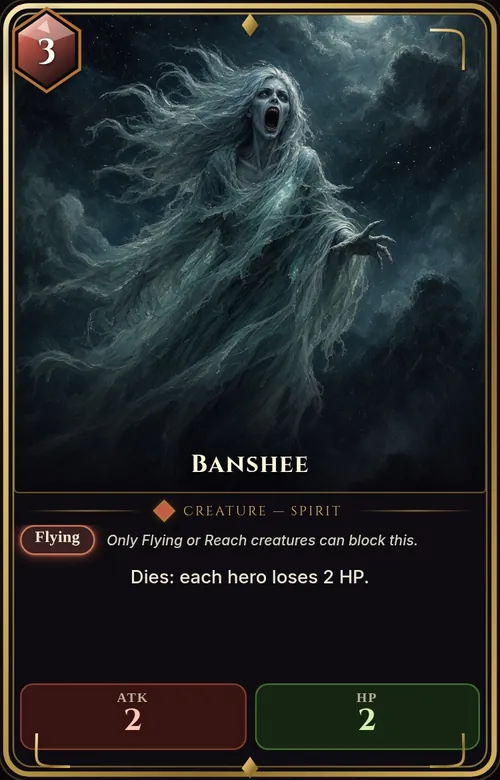 3
BANSHEE
CREATURE — SPIRIT
Flying Only Flying or Reach creatures can block this.
Dies: each hero loses 2 HP.
ATK
2
HP
2